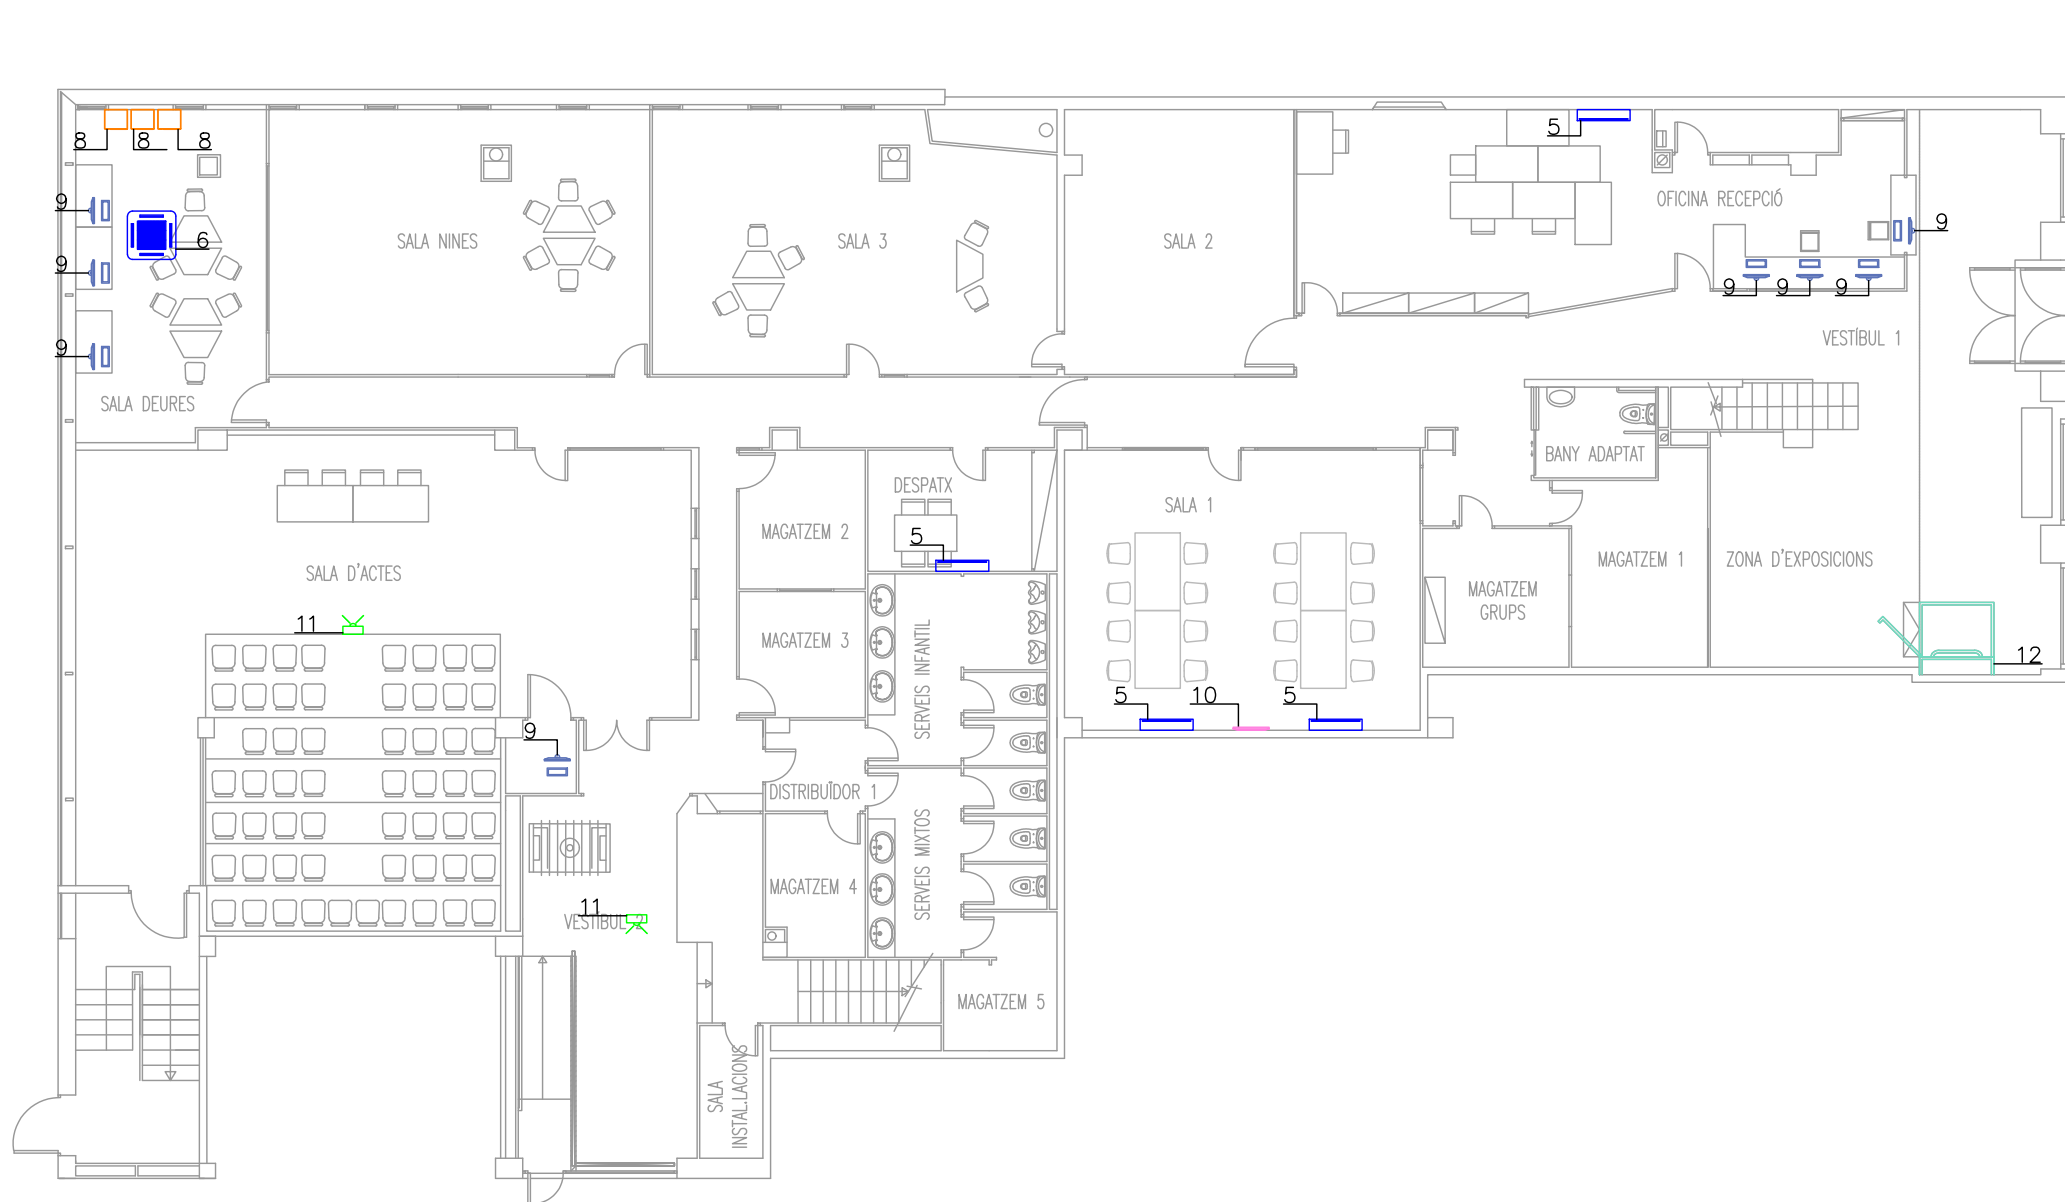 5
8 8 8
9
OFICINA RECEPCIÓ
6
SALA NINES
SALA 3
SALA 2
9
9
9 9 9
VESTÍBUL 1
9
SALA DEURES
BANY ADAPTAT
DESPATX
SALA 1
MAGATZEM 2
5
SALA D'ACTES
MAGATZEM 1
ZONA D'EXPOSICIONS
MAGATZEM
GRUPS
11
MAGATZEM 3
SERVEIS INFANTIL
12
5
10
5
9
DISTRIBUÏDOR 1
SERVEIS MIXTOS
MAGATZEM 4
11
VESTÍBUL 2
MAGATZEM 5
SALA
INSTAL.LACIONS